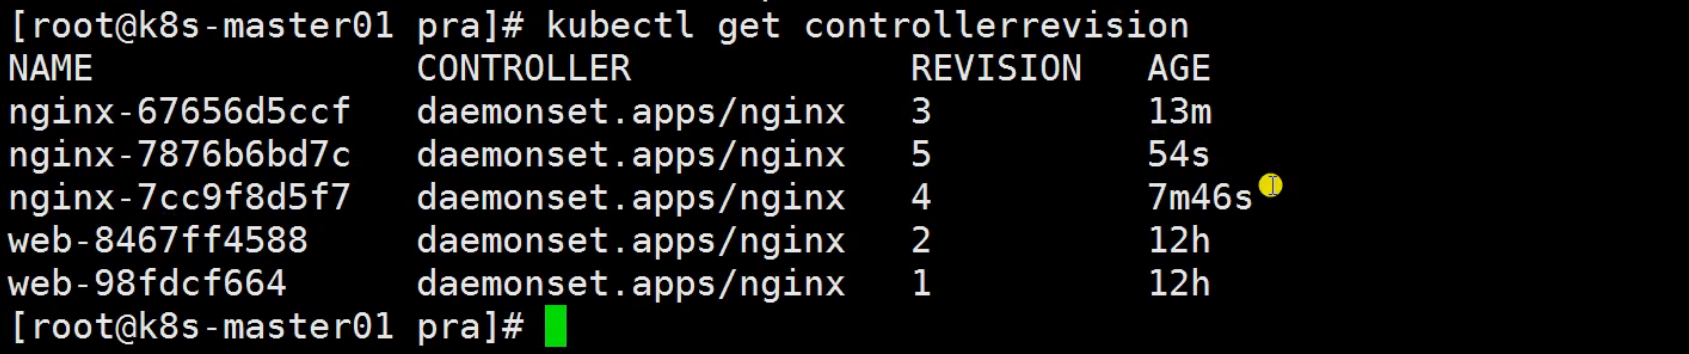 [root@k8s-master01 pra]# kubectl get controllerrevision
NAME CONTROLLER REVISION AGE
nginx-67656d5ccf daemonset.apps/nginx 3 13m
nginx-7876b6bd7c daemonset.apps/nginx 5 54s
nginx-7cc9f8d5f7 daemonset.apps/nginx 4 7m46s
web-8467ff4588 daemonset.apps/nginx 2 12h
web-98fdcf664 daemonset.apps/nginx 1 12h
[root@k8s-master01 pra]#